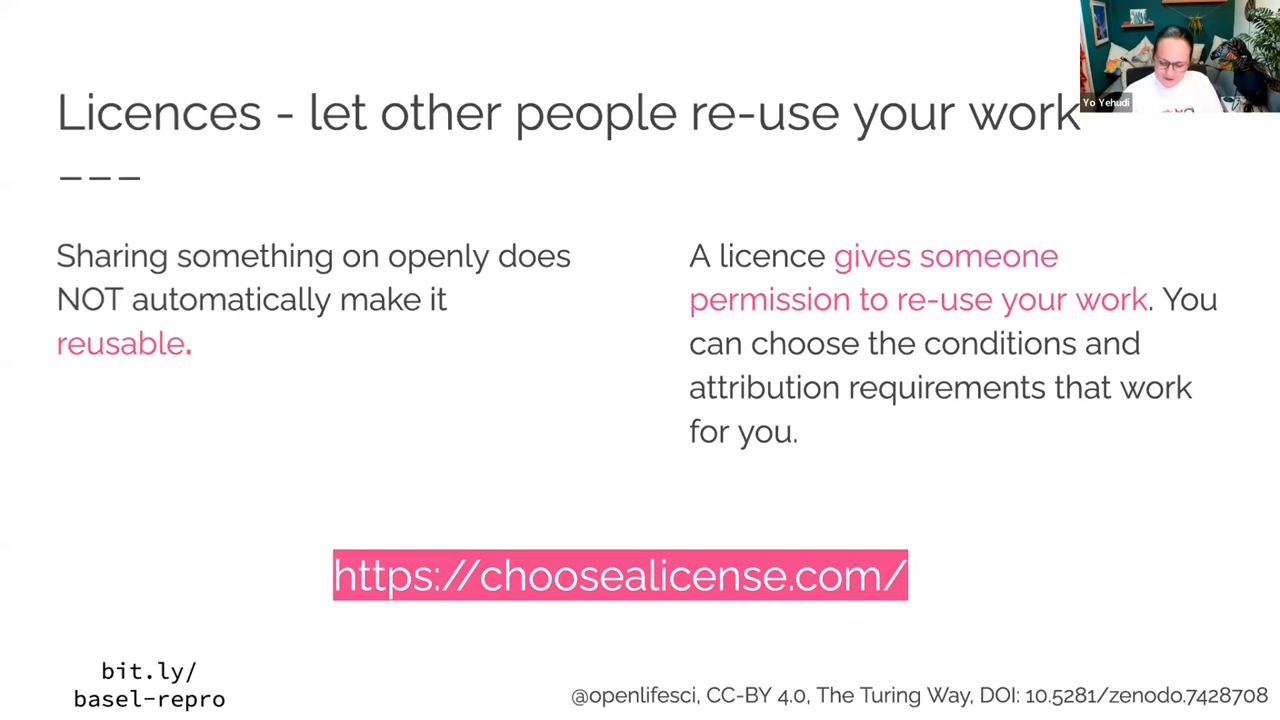 Yo Yehudi
Licences - let other people re-use your work
Sharing something on openly does
NOT automatically make it
reusable.
A licence gives someone
permission to re-use your work. You
can choose the conditions and
attribution requirements that work
for you.
https://choosealicense.com/
bit.ly/
basel-repro
@openlifesci, CC-BY 4.0, The Turing Way, DOI: 10.5281/zenodo.7428708